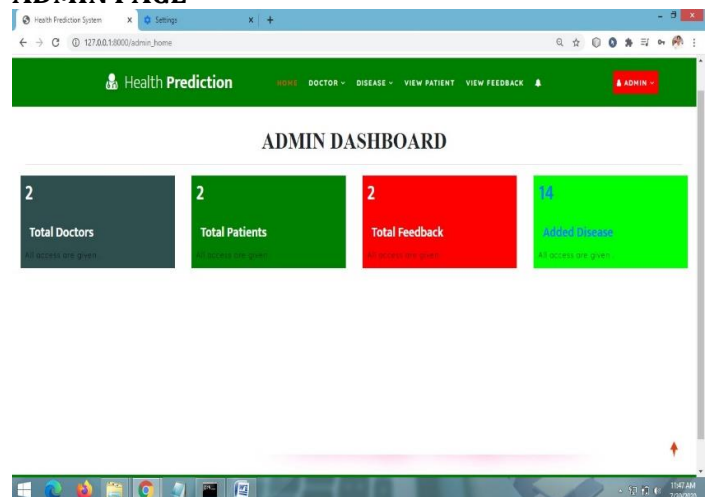 ADMIN PAGE
Health Prediction System Settings
127.0.0.1:8000/admin_home
Health Prediction HOME DOCTOR DISEASE VIEW PATIENT VIEW FEEDBACK ADMIN
ADMIN DASHBOARD
2 2 2 14
Total Doctors Total Patients Total Feedback Added Disease
All access are given All access are given All access are given All access are given
11:47 AM